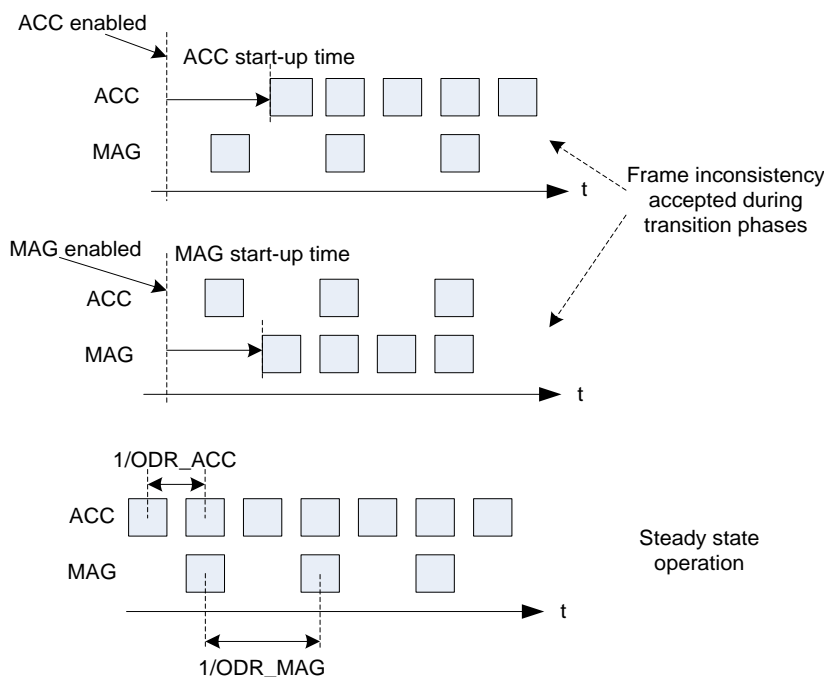 ACC enabled
ACC start-up time
ACC
MAG
t
Frame inconsistency
accepted during
transition phases
MAG enabled
MAG start-up time
ACC
MAG
t
1/ODR_ACC
ACC
MAG
t
1/ODR_MAG
Steady state
operation